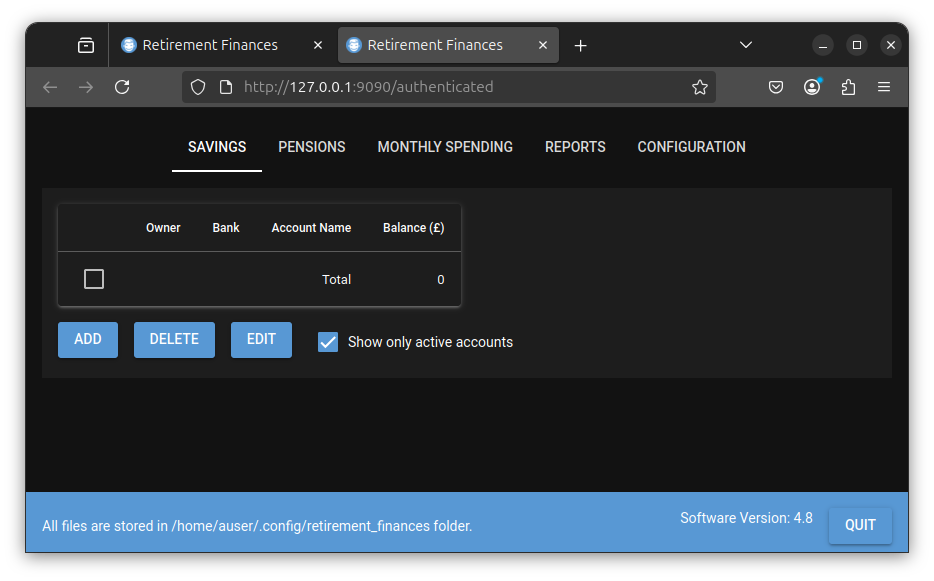 Retirement Finances
Retirement Finances
http://127.0.0.1:9090/authenticated
SAVINGS PENSIONS MONTHLY SPENDING REPORTS CONFIGURATION
Owner Bank Account Name Balance (£)
Total 0
ADD DELETE EDIT Show only active accounts
All files are stored in /home/auser/.config/retirement_finances folder.
Software Version: 4.8
QUIT